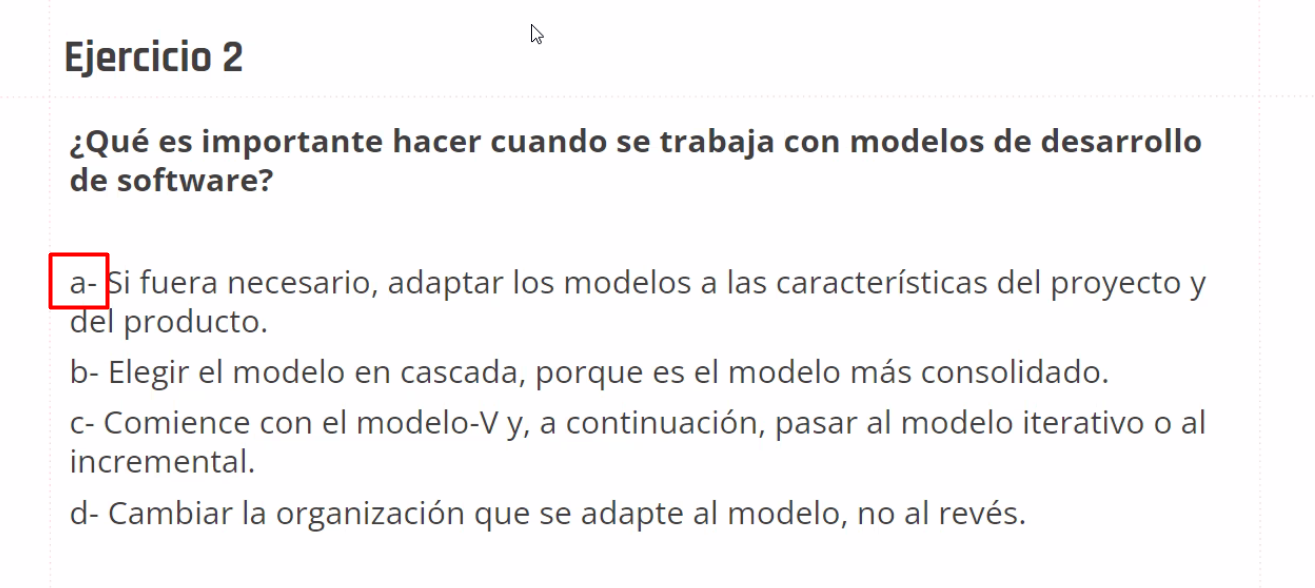 Ejercicio 2
¿Qué es importante hacer cuando se trabaja con modelos de desarrollo
de software?
a- Si fuera necesario, adaptar los modelos a las características del proyecto y
del producto.
b- Elegir el modelo en cascada, porque es el modelo más consolidado.
c- Comience con el modelo-V y, a continuación, pasar al modelo iterativo o al
incremental.
d- Cambiar la organización que se adapte al modelo, no al revés.